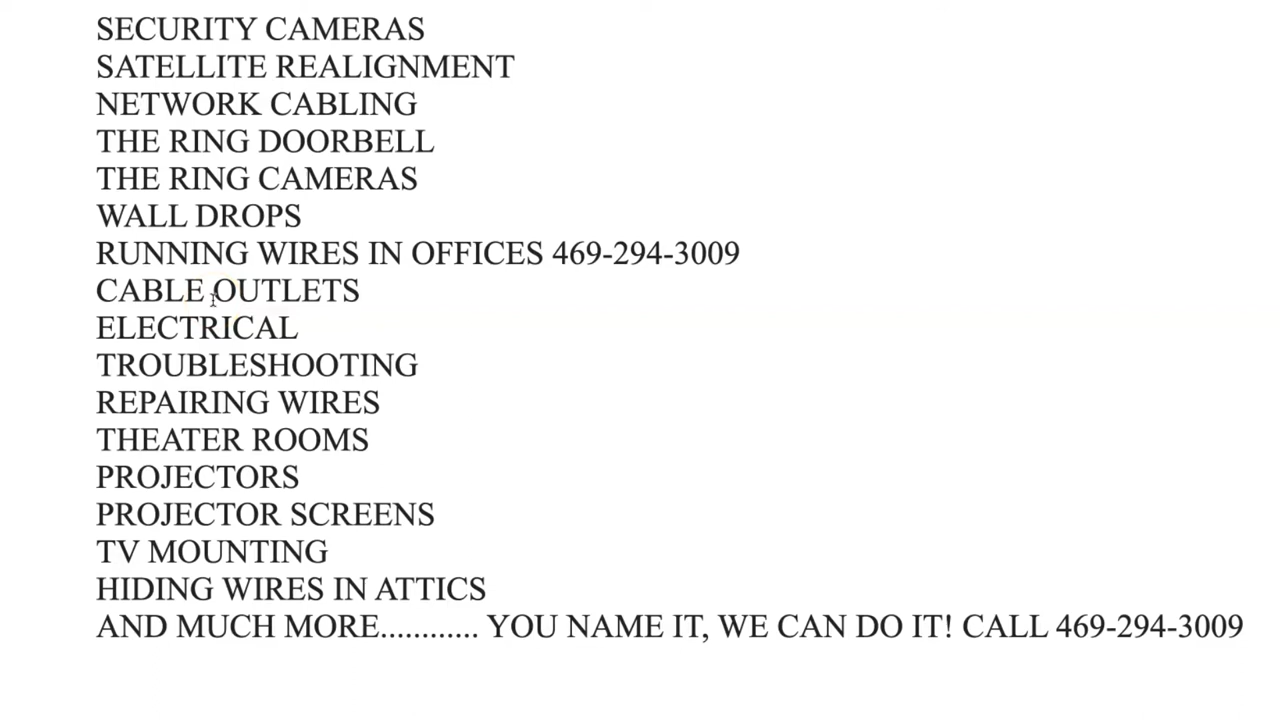 SECURITY CAMERAS
SATELLITE REALIGNMENT
NETWORK CABLING
THE RING DOORBELL
THE RING CAMERAS
WALL DROPS
RUNNING WIRES IN OFFICES 469-294-3009
CABLE OUTLETS
ELECTRICAL
TROUBLESHOOTING
REPAIRING WIRES
THEATER ROOMS
PROJECTORS
PROJECTOR SCREENS
TV MOUNTING
HIDING WIRES IN ATTICS
AND MUCH MORE............ YOU NAME IT, WE CAN DO IT! CALL 469-294-3009